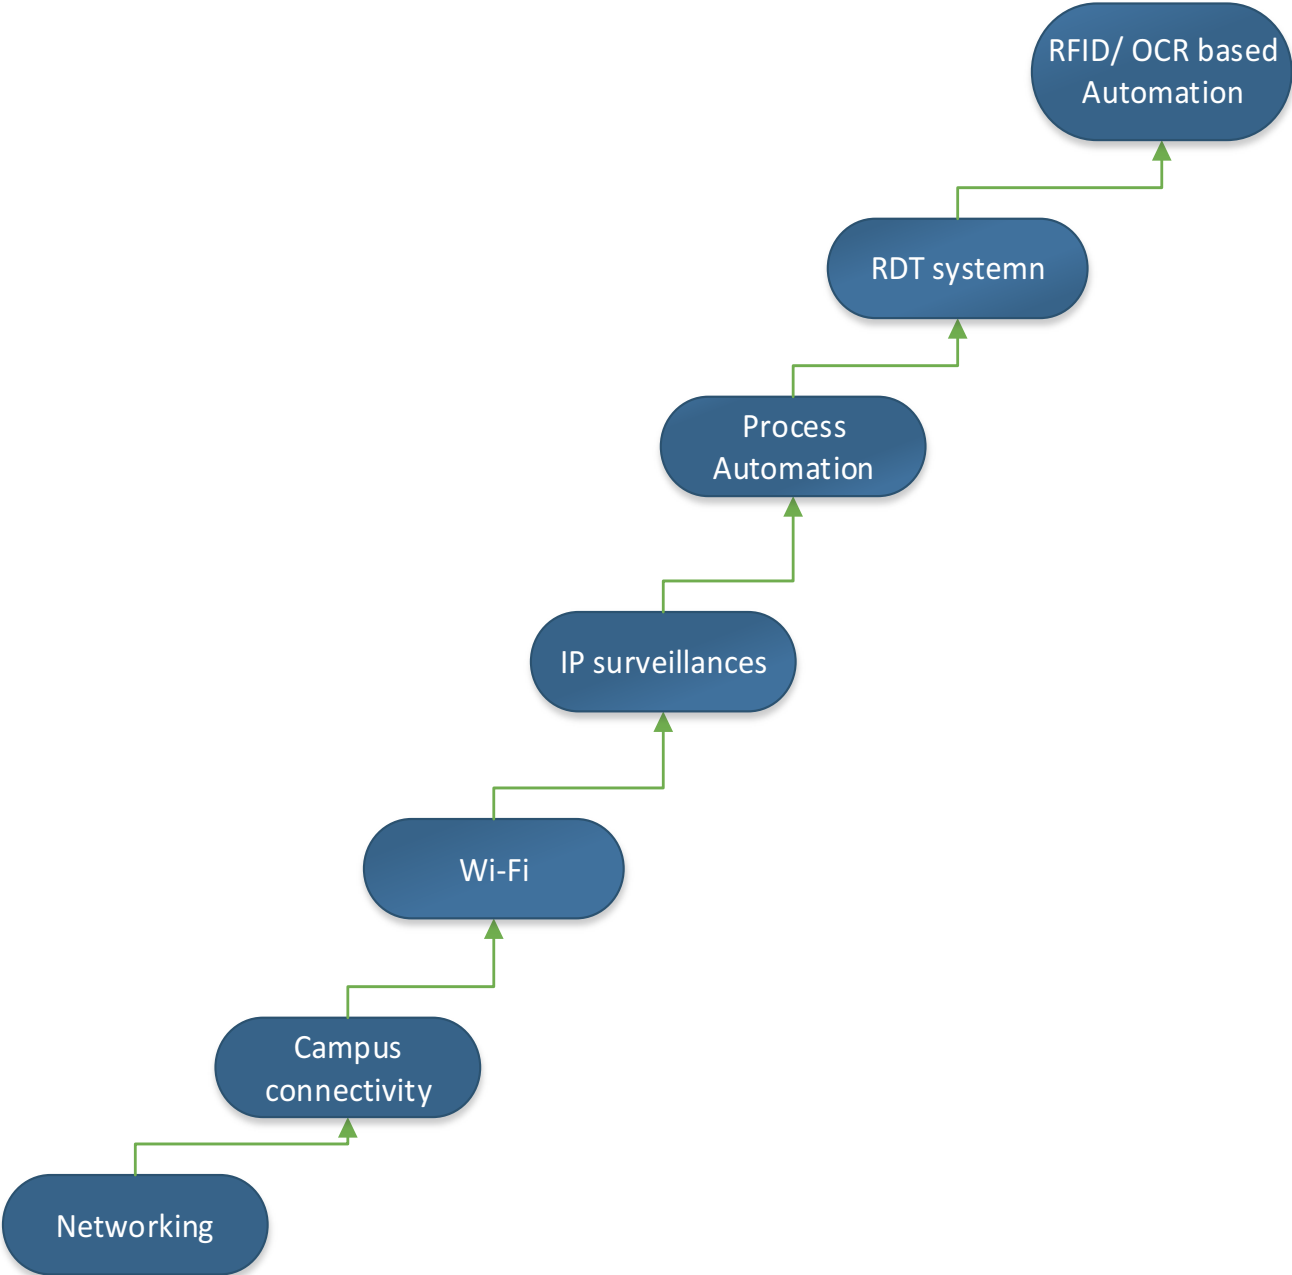 RFID/ OCR based
Automation
RDT systemn
Process
Automation
IP surveillances
Wi-Fi
Campus
connectivity
Networking